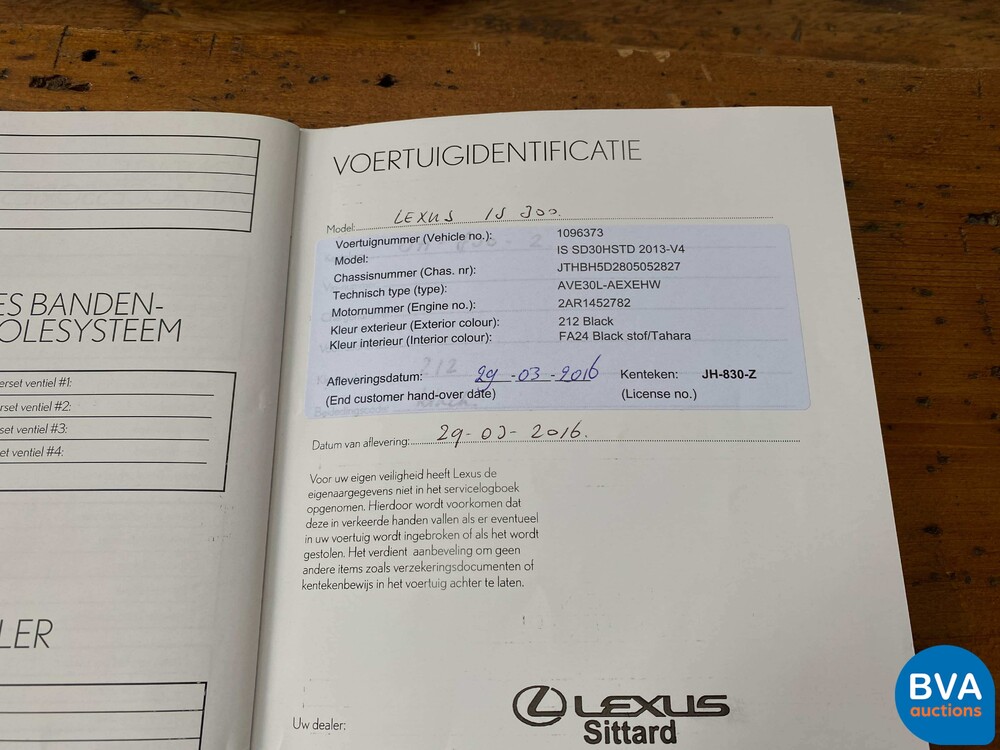 ES BANDEN-
OLESYSTEEM
erset ventiel #1:
rset ventiel #2:
set ventiel #3:
et ventiel #4:
LER
VOERTUIGIDENTIFICATIE
Model: LEXUS IS 300.
Voertuignummer (Vehicle no.): 1096373
Model: IS SD30HSTD 2013-V4
Chassisnummer (Chas. nr): JTHBH5D2805052827
Technisch type (type): AVE30L-AEXEHW
Motornummer (Engine no.): 2AR1452782
Kleur exterieur (Exterior colour): 212 Black
Kleur interieur (Interior colour): FA24 Black stof/Tahara
Afleveringsdatum: 29-03-2016 Kenteken: JH-830-Z
(End customer hand-over date) (License no.)
Datum van aflevering: 29-03-2016.
Voor uw eigen veiligheid heeft Lexus de
eigenaargegevens niet in het servicelogboek
opgenomen. Hierdoor wordt voorkomen dat
deze in verkeerde handen vallen als er eventueel
in uw voertuig wordt ingebroken of als het wordt
gestolen. Het verdient aanbeveling om geen
andere items zoals verzekeringsdocumenten of
kentekenbewijs in het voertuig achter te laten.
Uw dealer:
LEXUS
Sittard
BVA
auctions